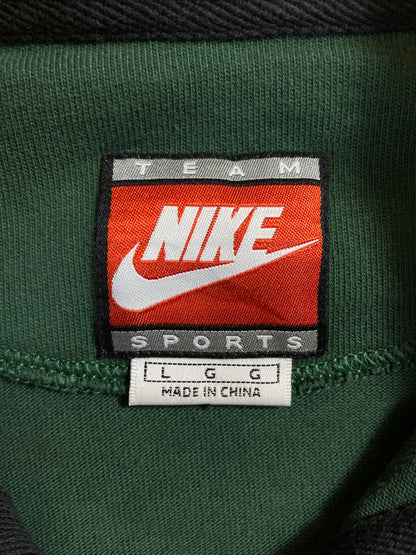 TEAM
NIKE
SPORTS
L G G
MADE IN CHINA